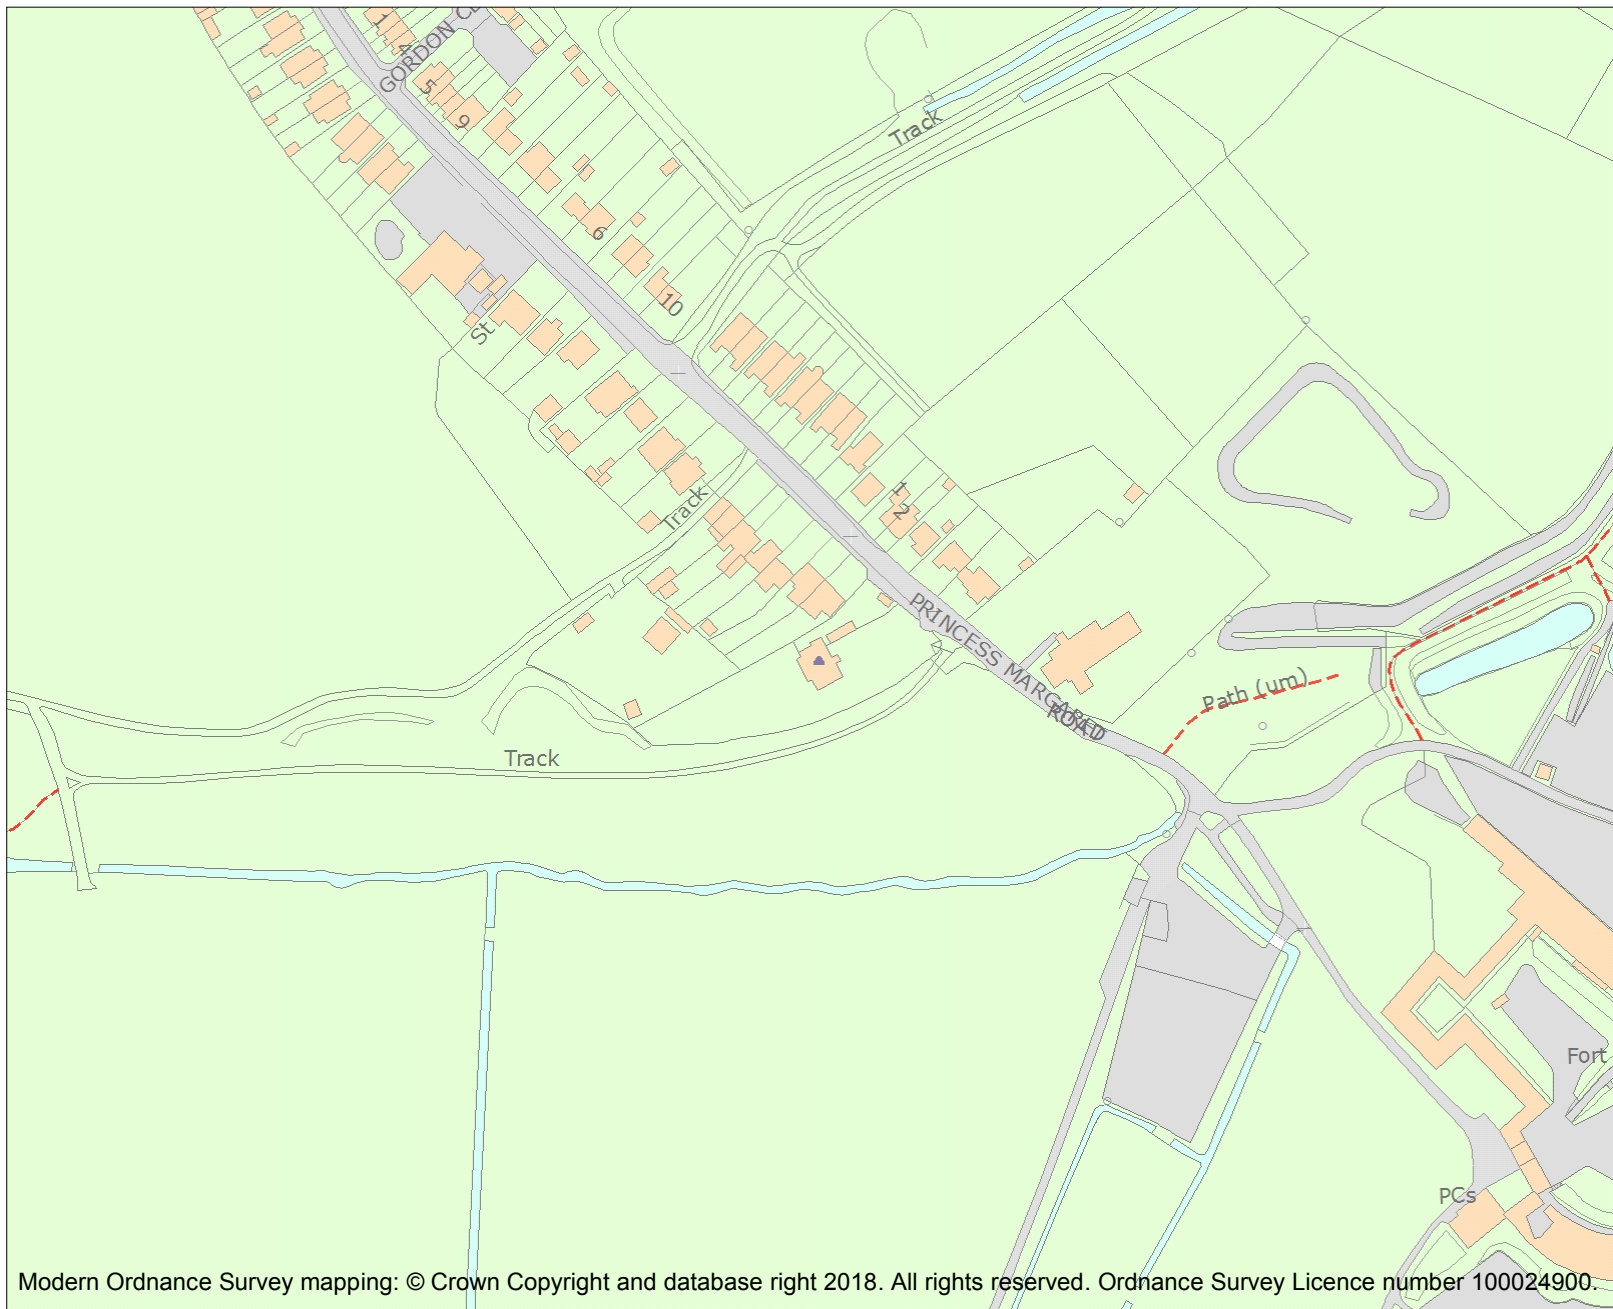 1
4
GORDON CL
5
9
Track
6
10
St
1
2
Track
PRINCESS MARGARET
ROAD
Path (um)
Track
Fort
PCs
Modern Ordnance Survey mapping: © Crown Copyright and database right 2018. All rights reserved. Ordnance Survey Licence number 100024900.